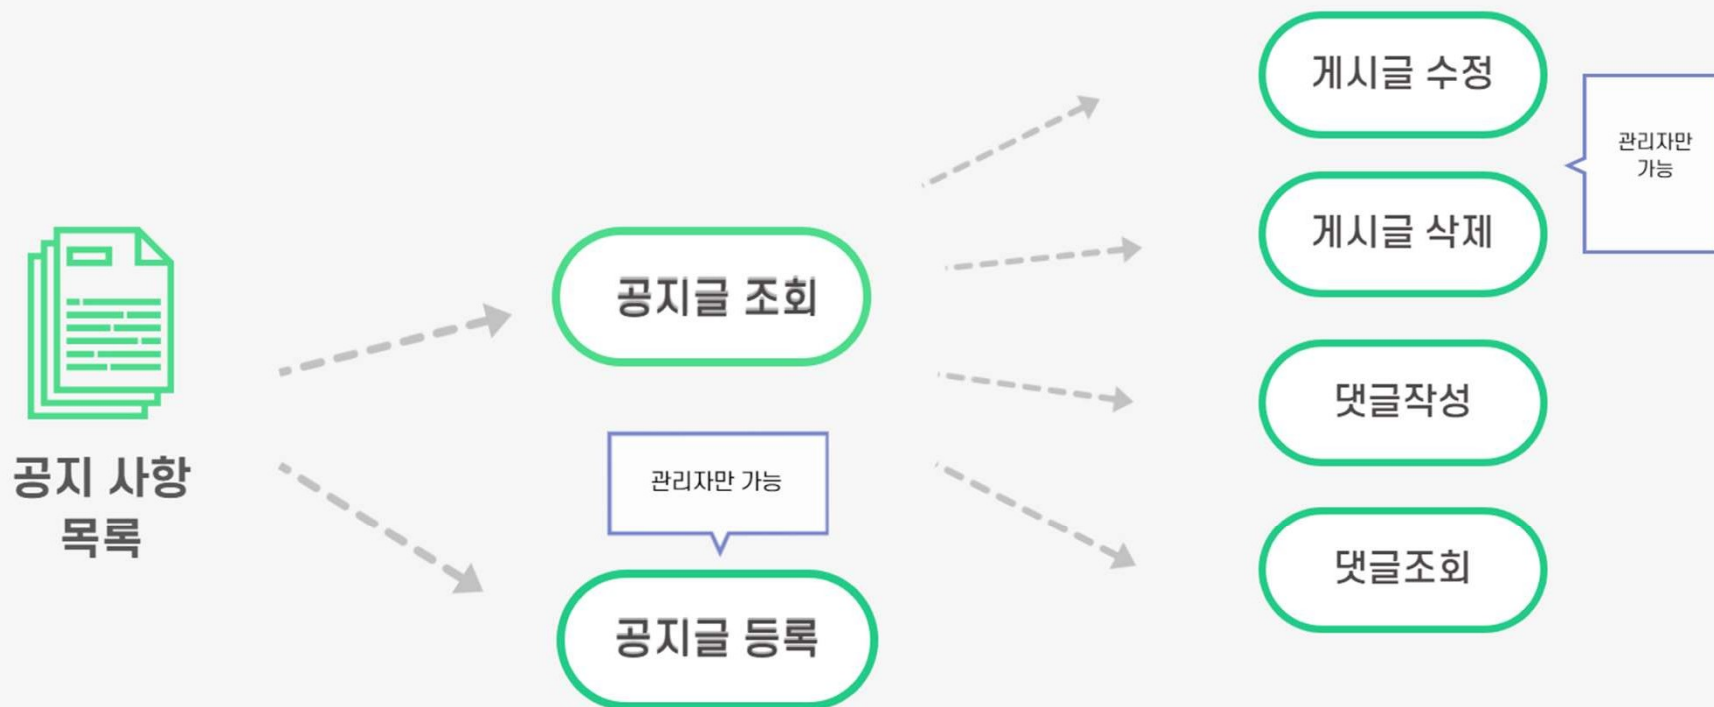 공지 사항
목록
공지글 조회
관리자만 가능
공지글 등록
게시글 수정
게시글 삭제
관리자만
가능
댓글작성
댓글조회